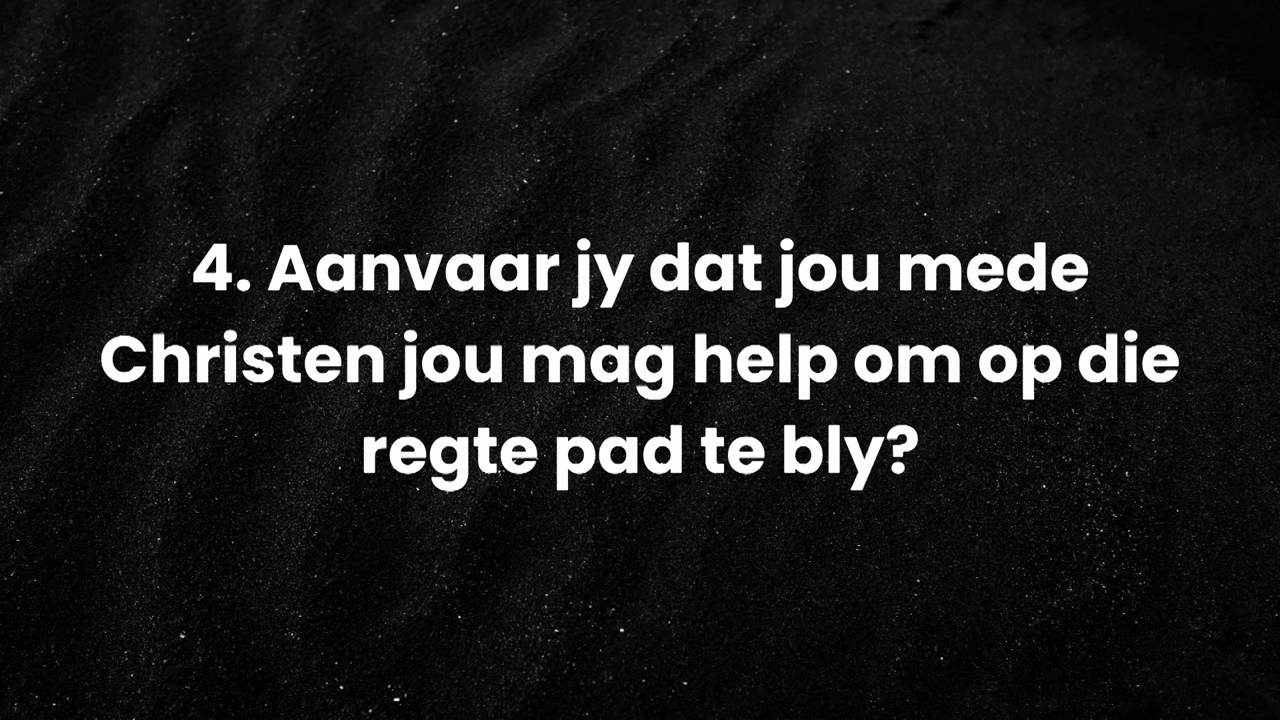 4. Aanvaar jy dat jou mede
Christen jou mag help om op die
regte pad te bly?